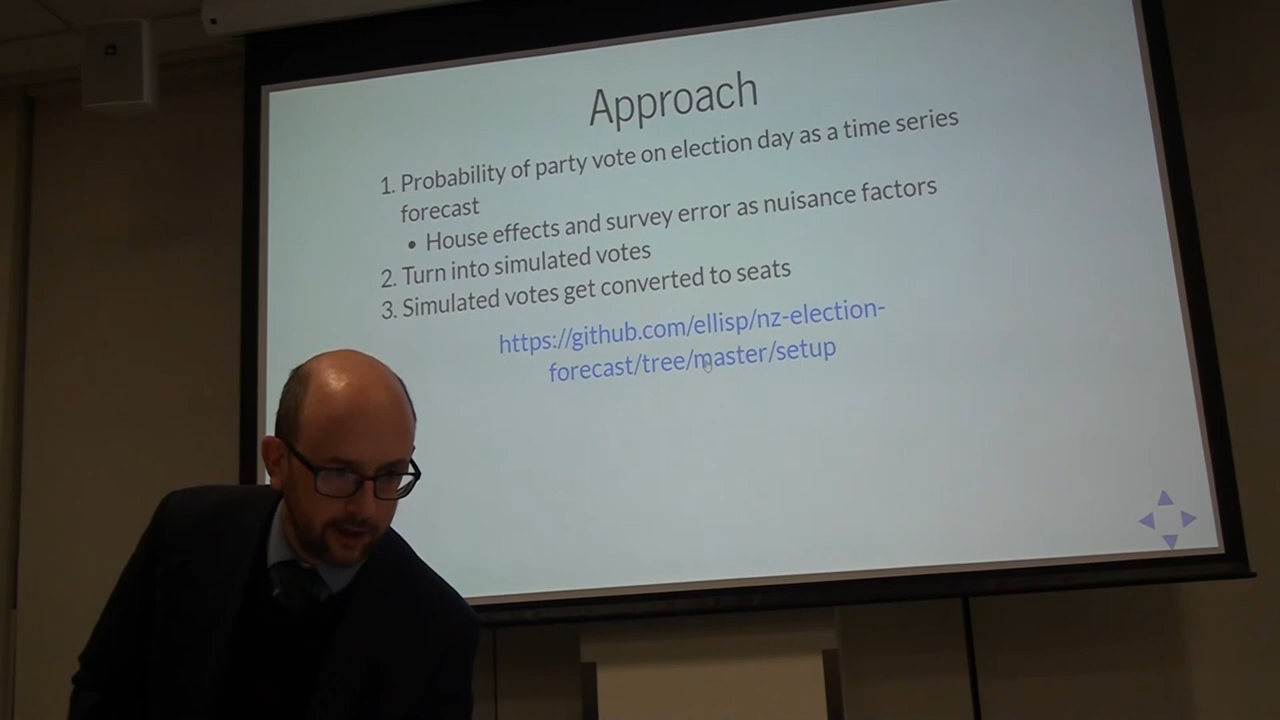 Approach
1. Probability of party vote on election day as a time series
forecast
• House effects and survey error as nuisance factors
2. Turn into simulated votes
3. Simulated votes get converted to seats
https://github.com/ellisp/nz-election-
forecast/tree/master/setup